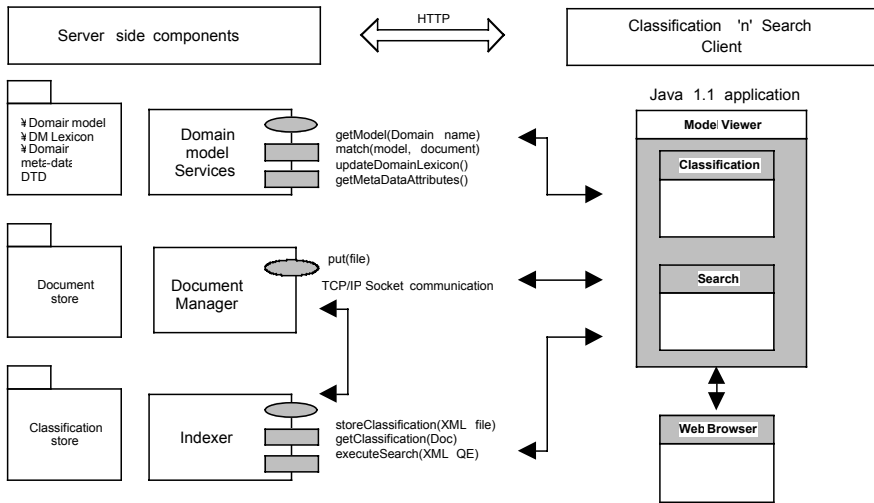 Server side components
HTTP
Classification 'n' Search
Client
Java 1.1 application
¥ Domair model
¥ DM Lexicon
¥ Domair
meta-data
DTD
Domain
model
Services
getModel(Domain name)
match(model, document)
updateDomainLexicon()
getMetaDataAttributes()
Model Viewer
Classification
Document
store
Document
Manager
put(file)
TCP/IP Socket communication
Search
Classification
store
Indexer
storeClassification(XML file)
getClassification(Doc)
executeSearch(XML QE)
Web Browser